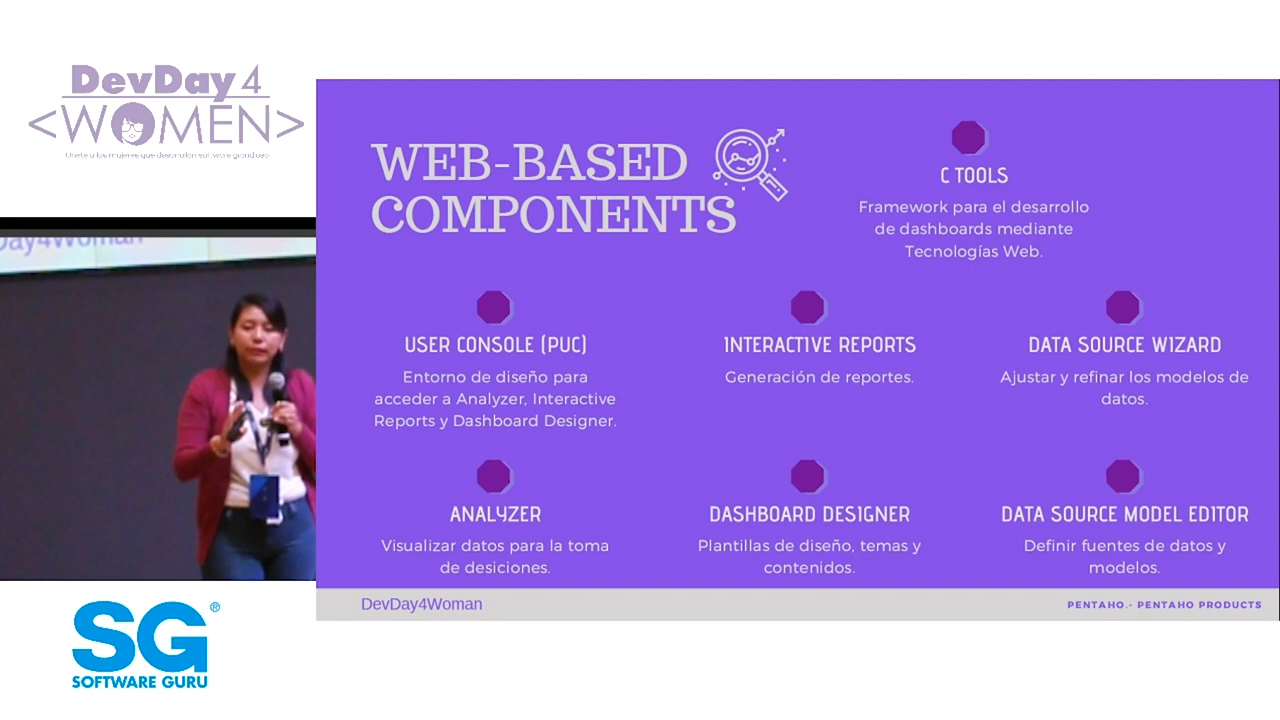 DevDay4
<WOMEN>
Day4Woman
WEB-BASED
COMPONENTS
C TOOLS
Framework para el desarrollo
de dashboards mediante
Tecnologías Web.
USER CONSOLE (PUC)
Entorno de diseño para
acceder a Analyzer, Interactive
Reports y Dashboard Designer.
INTERACTIVE REPORTS
Generación de reportes.
DATA SOURCE WIZARD
Ajustar y refinar los modelos de
datos.
ANALYZER
Visualizar datos para la toma
de desiciones.
DASHBOARD DESIGNER
Plantillas de diseño, temas y
contenidos.
DATA SOURCE MODEL EDITOR
Definir fuentes de datos y
modelos.
DevDay4Woman
PENTAHO.- PENTAHO PRODUCTS
SG®
SOFTWARE GURU